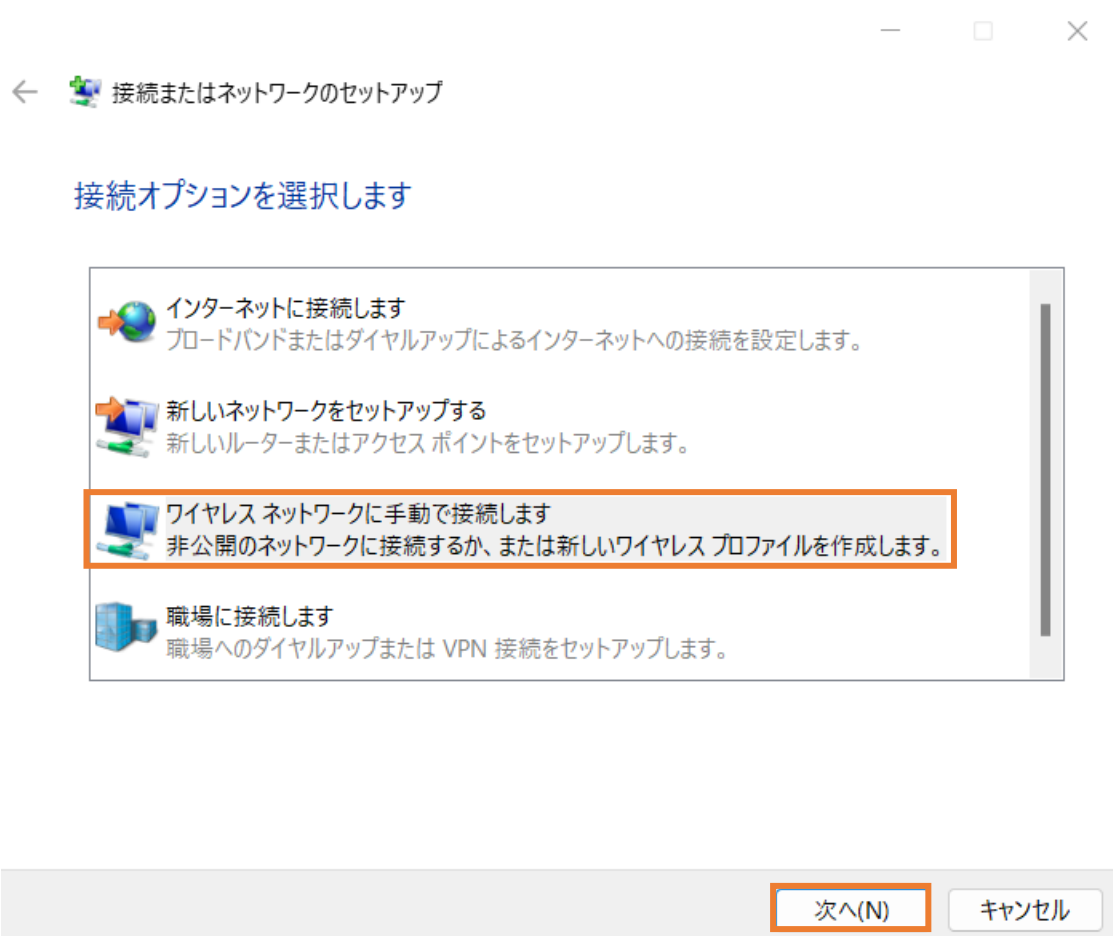 接続またはネットワークのセットアップ
接続オプションを選択します
インターネットに接続します
ブロードバンドまたはダイヤルアップによるインターネットへの接続を設定します。
新しいネットワークをセットアップする
新しいルーターまたはアクセス ポイントをセットアップします。
ワイヤレス ネットワークに手動で接続します
非公開のネットワークに接続するか、または新しいワイヤレス プロファイルを作成します。
職場に接続します
職場へのダイヤルアップまたは VPN 接続をセットアップします。
次へ(N)
キャンセル